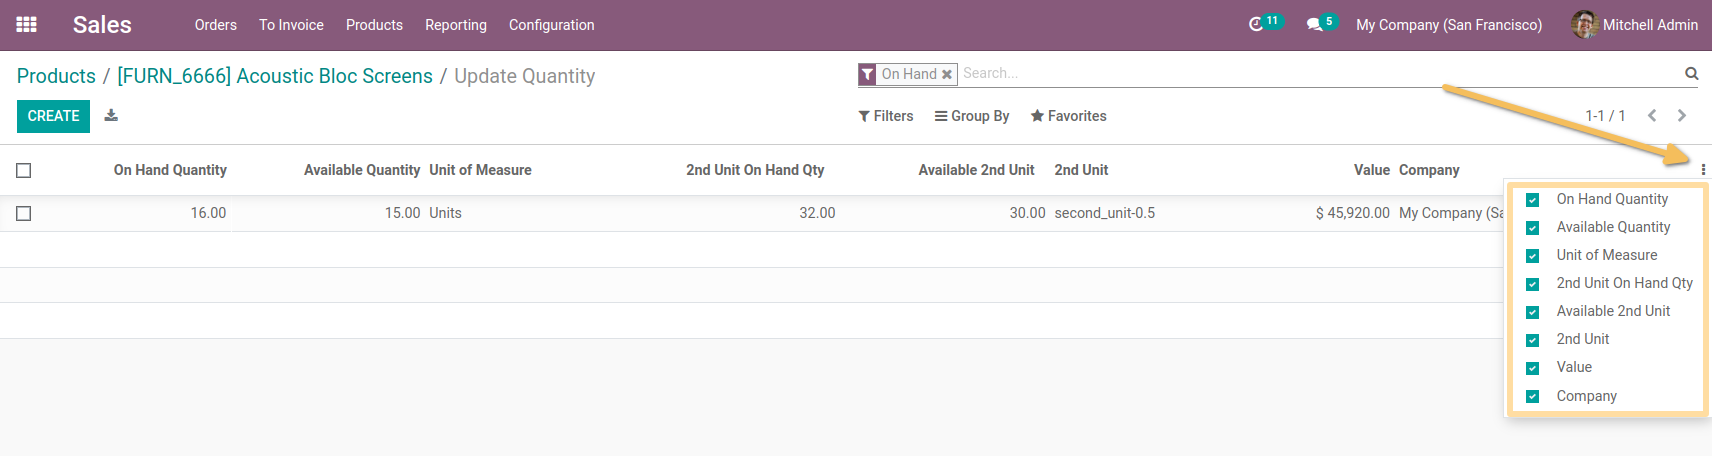 Sales Orders To Invoice Products Reporting Configuration 11 5 My Company (San Francisco) Mitchell Admin
Products / [FURN_6666] Acoustic Bloc Screens / Update Quantity
On Hand Search...
CREATE
Filters Group By Favorites 1-1 / 1
On Hand Quantity Available Quantity Unit of Measure 2nd Unit On Hand Qty Available 2nd Unit 2nd Unit Value Company
16.00 15.00 Units 32.00 30.00 second_unit-0.5 $ 45,920.00 My Company (Sa
On Hand Quantity
Available Quantity
Unit of Measure
2nd Unit On Hand Qty
Available 2nd Unit
2nd Unit
Value
Company